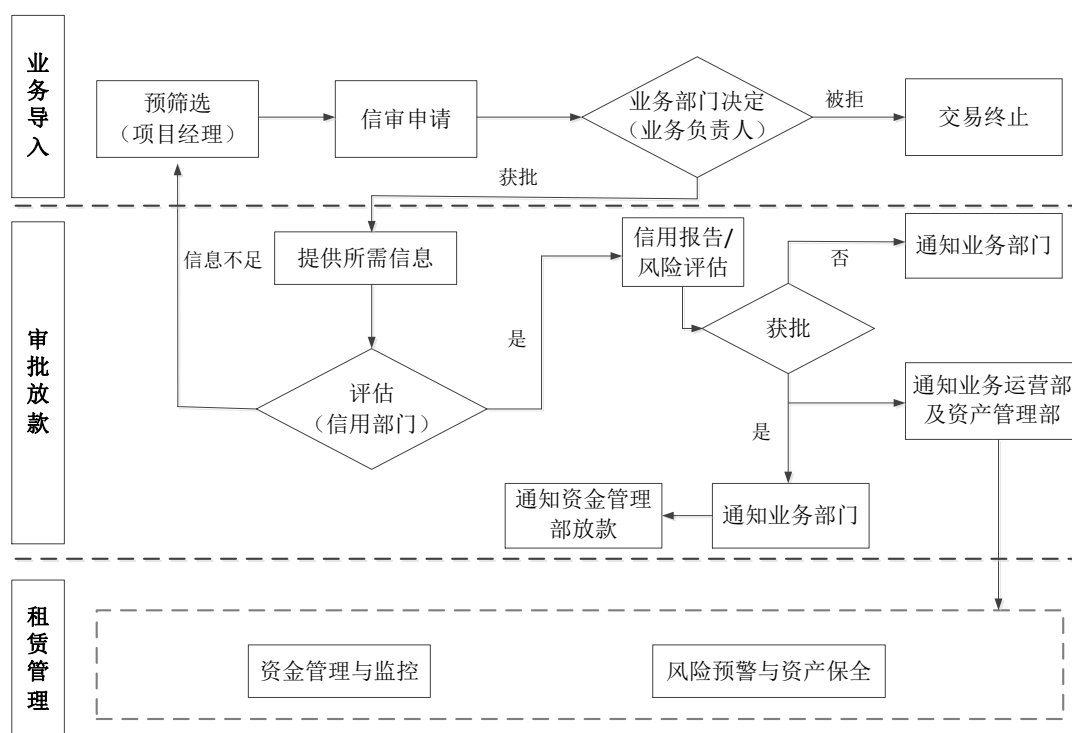 业务导入
预筛选
（项目经理）
信审申请
业务部门决定
（业务负责人）
被拒
交易终止
获批
审批放款
信息不足
提供所需信息
信用报告/
风险评估
否
通知业务部门
是
获批
评估
（信用部门）
通知业务运营部
及资产管理部
是
通知资金管理
部放款
通知业务部门
租赁管理
资金管理与监控
风险预警与资产保全